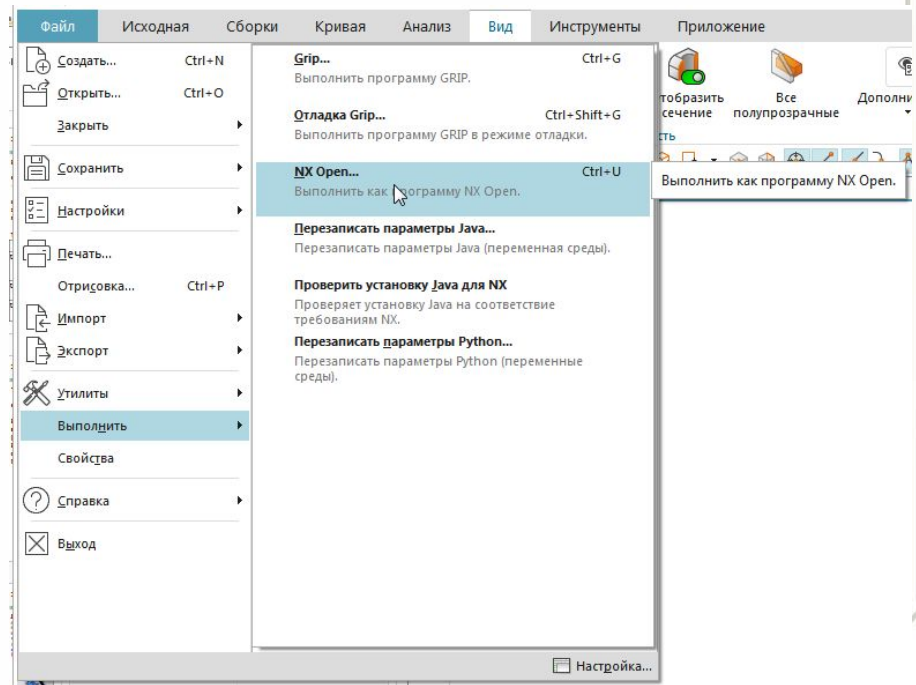 Файл Исходная Сборки Кривая Анализ Вид Инструменты Приложение
Создать... Ctrl+N
Открыть... Ctrl+O
Закрыть
Сохранить
Настройки
Печать...
Отрисовка... Ctrl+P
Импорт
Экспорт
Утилиты
Выполнить
Свойства
Справка
Выход
Grip... Ctrl+G
Выполнить программу GRIP.
Отладка Grip... Ctrl+Shift+G
Выполнить программу GRIP в режиме отладки.
NX Open... Ctrl+U
Выполнить как программу NX Open.
Перезаписать параметры Java...
Перезаписать параметры Java (переменная среды).
Проверить установку Java для NX
Проверяет установку Java на соответствие
требованиям NX.
Перезаписать параметры Python...
Перезаписать параметры Python (переменные
среды).
Настройка...
тобразить
сечение
Все
полупрозрачные
Дополни
сть
Выполнить как программу NX Open.